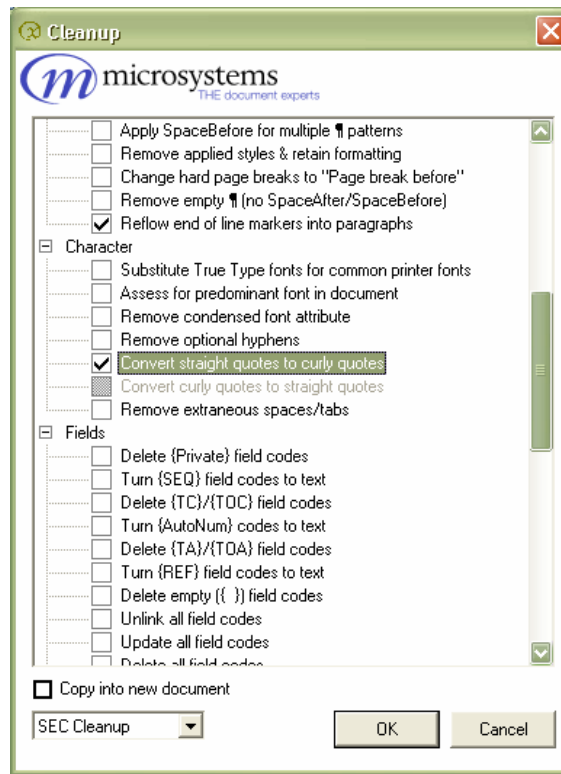 Cleanup
m microsystems
THE document experts
Apply SpaceBefore for multiple ¶ patterns
Remove applied styles & retain formatting
Change hard page breaks to "Page break before"
Remove empty ¶ (no SpaceAfter/SpaceBefore)
Reflow end of line markers into paragraphs
Character
Substitute True Type fonts for common printer fonts
Assess for predominant font in document
Remove condensed font attribute
Remove optional hyphens
Convert straight quotes to curly quotes
Convert curly quotes to straight quotes
Remove extraneous spaces/tabs
Fields
Delete {Private} field codes
Turn {SEQ} field codes to text
Delete {TC}/{TOC} field codes
Turn {AutoNum} codes to text
Delete {TA}/{TOA} field codes
Turn {REF} field codes to text
Delete empty ({  }) field codes
Unlink all field codes
Update all field codes
Delete all field codes
Copy into new document
SEC Cleanup
OK Cancel